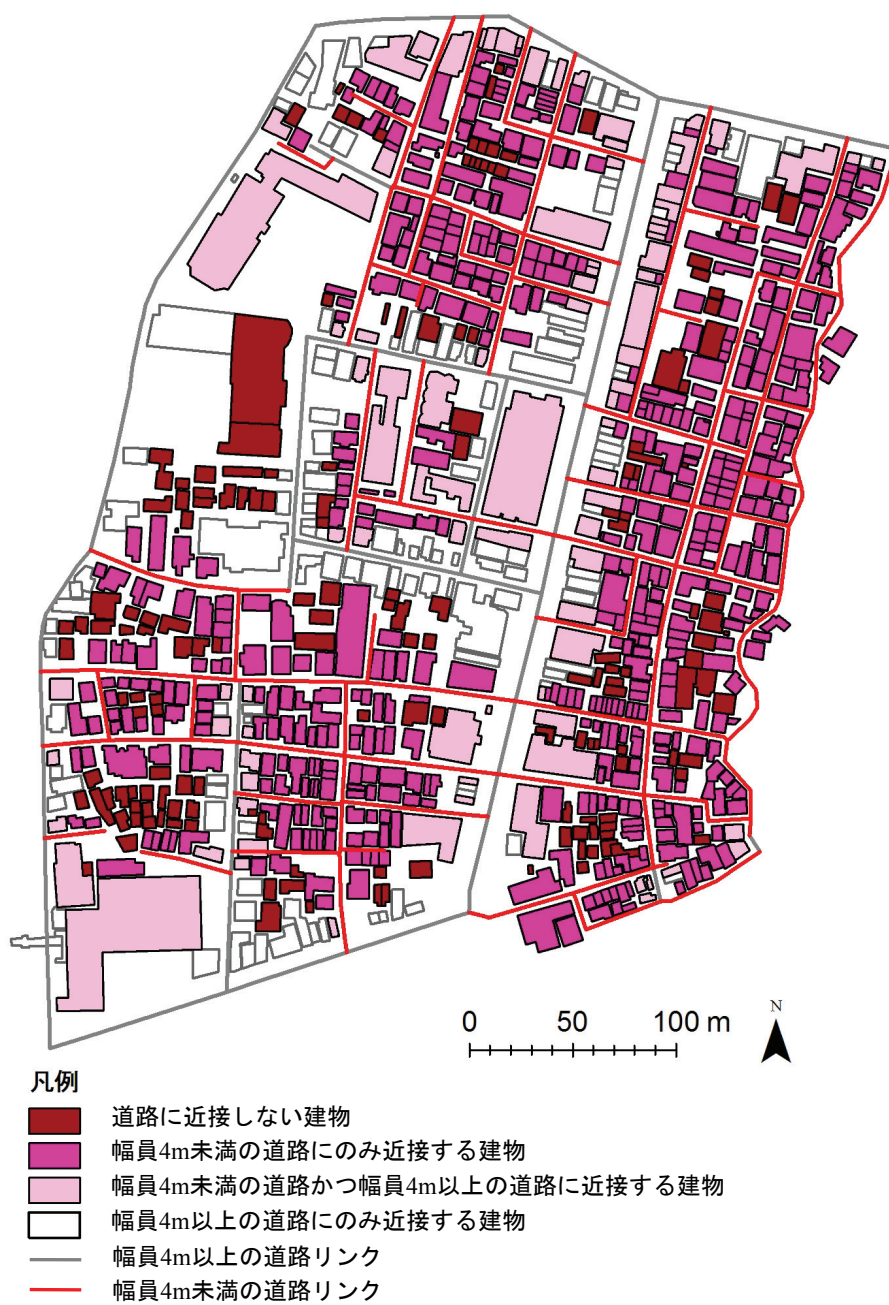 0 50 100 m
N
凡例
道路に近接しない建物
幅員4m未満の道路にのみ近接する建物
幅員4m未満の道路かつ幅員4m以上の道路に近接する建物
幅員4m以上の道路にのみ近接する建物
幅員4m以上の道路リンク
幅員4m未満の道路リンク